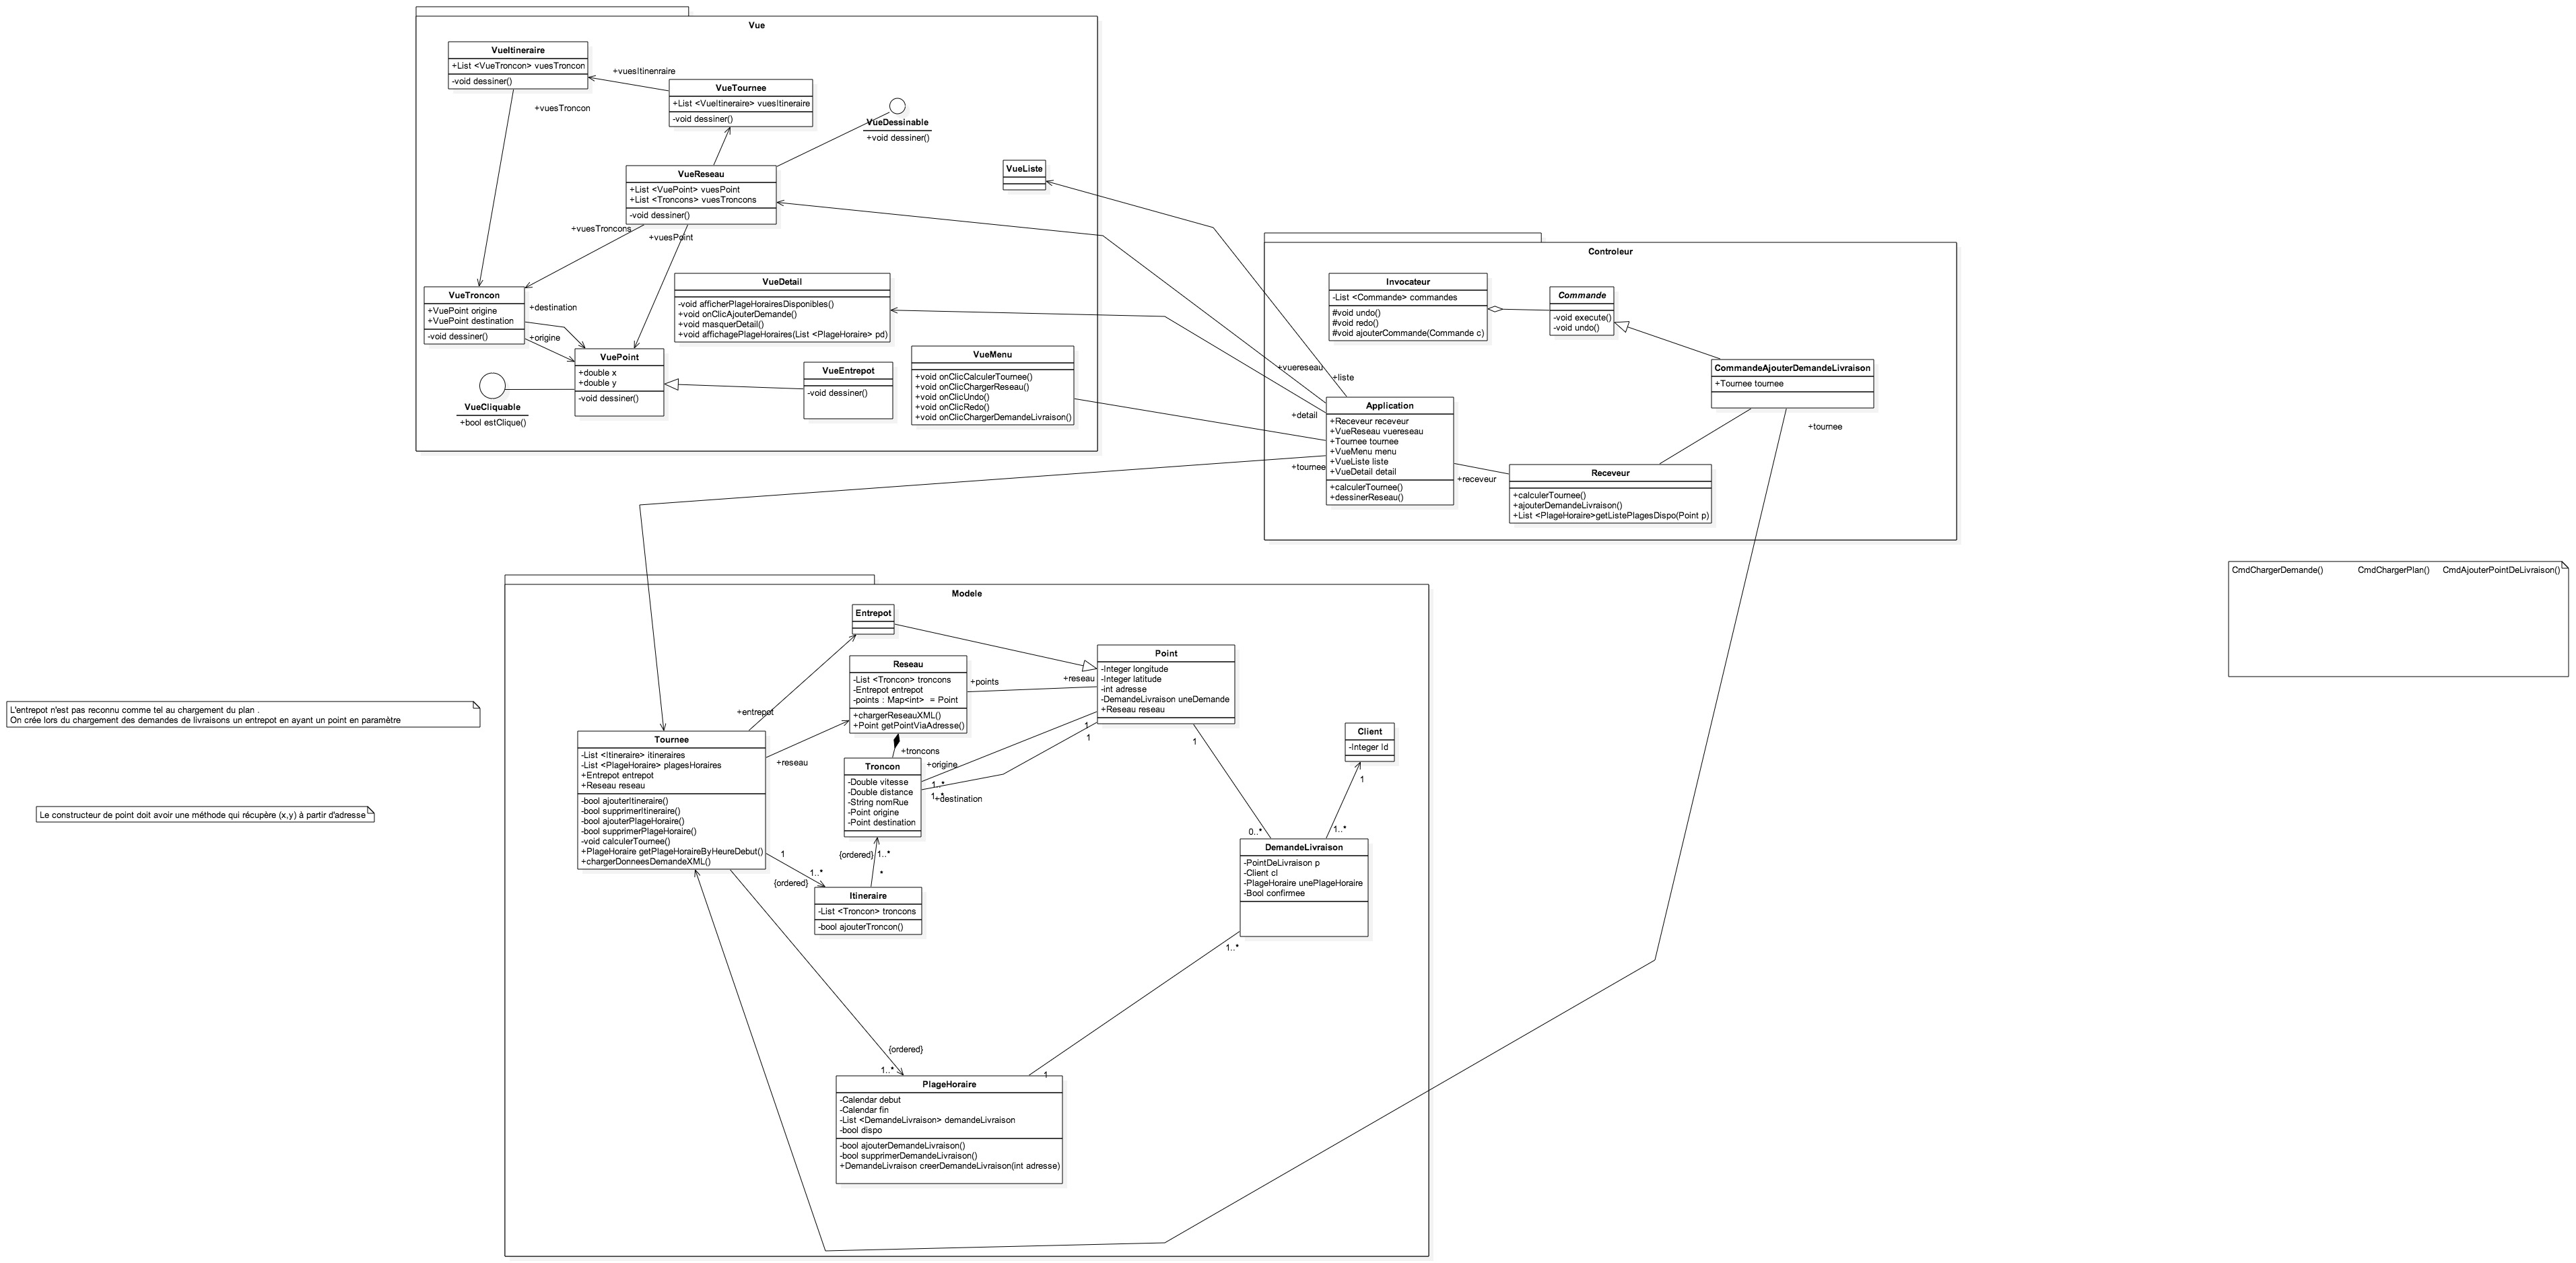 Vue
VueItineraire
+List <VueTroncon> vuesTroncon
-void dessiner()
+vuesItinenraire
VueTournee
+List <VueItineraire> vuesItineraire
-void dessiner()
+vuesTroncon
VueDessinable
+void dessiner()
VueListe
VueReseau
+List <VuePoint> vuesPoint
+List <Troncons> vuesTroncons
-void dessiner()
+vuesTroncons
+vuesPoint
VueTroncon
+VuePoint origine
+VuePoint destination
-void dessiner()
+destination
+origine
VueDetail
-void afficherPlageHorairesDisponibles()
+void onClicAjouterDemande()
+void masquerDetail()
+void affichagePlageHoraires(List <PlageHoraire> pd)
VuePoint
+double x
+double y
-void dessiner()
VueCliquable
+bool estClique()
VueEntrepot
-void dessiner()
VueMenu
+void onClicCalculerTournee()
+void onClicChargerReseau()
+void onClicUndo()
+void onClicRedo()
+void onClicChargerDemandeLivraison()
Controleur
Invocateur
-List <Commande> commandes
#void undo()
#void redo()
#void ajouterCommande(Commande c)
Commande
-void execute()
-void undo()
CommandeAjouterDemandeLivraison
+Tournee tournee
+tournee
+vuereseau
+liste
+detail
+tournee
Application
+Receveur receveur
+VueReseau vuereseau
+Tournee tournee
+VueMenu menu
+VueListe liste
+VueDetail detail
+calculerTournee()
+dessinerReseau()
+receveur
Receveur
+calculerTournee()
+ajouterDemandeLivraison()
+List <PlageHoraire>getListePlagesDispo(Point p)
CmdChargerDemande() CmdChargerPlan() CmdAjouterPointDeLivraison()
L'entrepot n'est pas reconnu comme tel au chargement du plan .
On crée lors du chargement des demandes de livraisons un entrepot en ayant un point en paramètre
Le constructeur de point doit avoir une méthode qui récupère (x,y) à partir d'adresse
Modele
Entrepot
Reseau
-List <Troncon> troncons
-Entrepot entrepot
-points : Map<int> = Point
+chargerReseauXML()
+Point getPointViaAdresse()
+points
+reseau
Point
-Integer longitude
-Integer latitude
-int adresse
-DemandeLivraison uneDemande
+Reseau reseau
+entrepot
+reseau
+troncons
Tournee
-List <Itineraire> itineraires
-List <PlageHoraire> plagesHoraires
+Entrepot entrepot
+Reseau reseau
-bool ajouterItineraire()
-bool supprimerItineraire()
-bool ajouterPlageHoraire()
-bool supprimerPlageHoraire()
-void calculerTournee()
+PlageHoraire getPlageHoraireByHeureDebut()
+chargerDonneesDemandeXML()
Troncon
-Double vitesse
-Double distance
-String nomRue
-Point origine
-Point destination
+origine
1..*
1..*
+destination
1
1
1
Client
-Integer Id
1
1..*
0..*
DemandeLivraison
-PointDeLivraison p
-Client cl
-PlageHoraire unePlageHoraire
-Bool confirmee
1..*
{ordered}
1..*
*
1
1..*
{ordered}
Itineraire
-List <Troncon> troncons
-bool ajouterTroncon()
{ordered}
1..*
1
PlageHoraire
-Calendar debut
-Calendar fin
-List <DemandeLivraison> demandeLivraison
-bool dispo
-bool ajouterDemandeLivraison()
-bool supprimerDemandeLivraison()
+DemandeLivraison creerDemandeLivraison(int adresse)